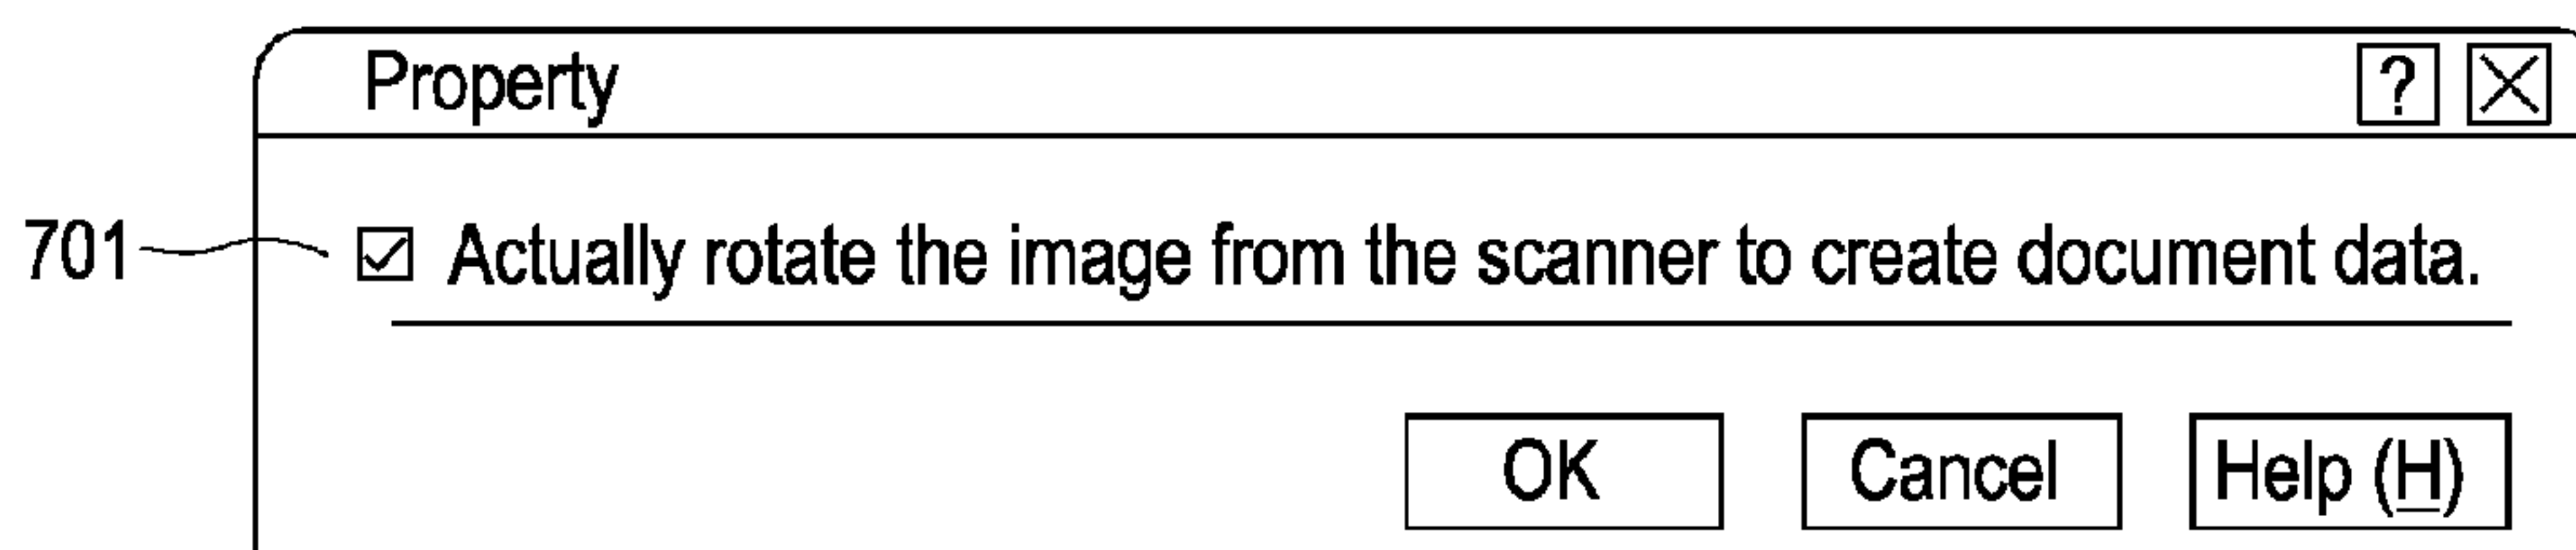 Property ?
701 Actually rotate the image from the scanner to create document data.
OK Cancel Help (H)